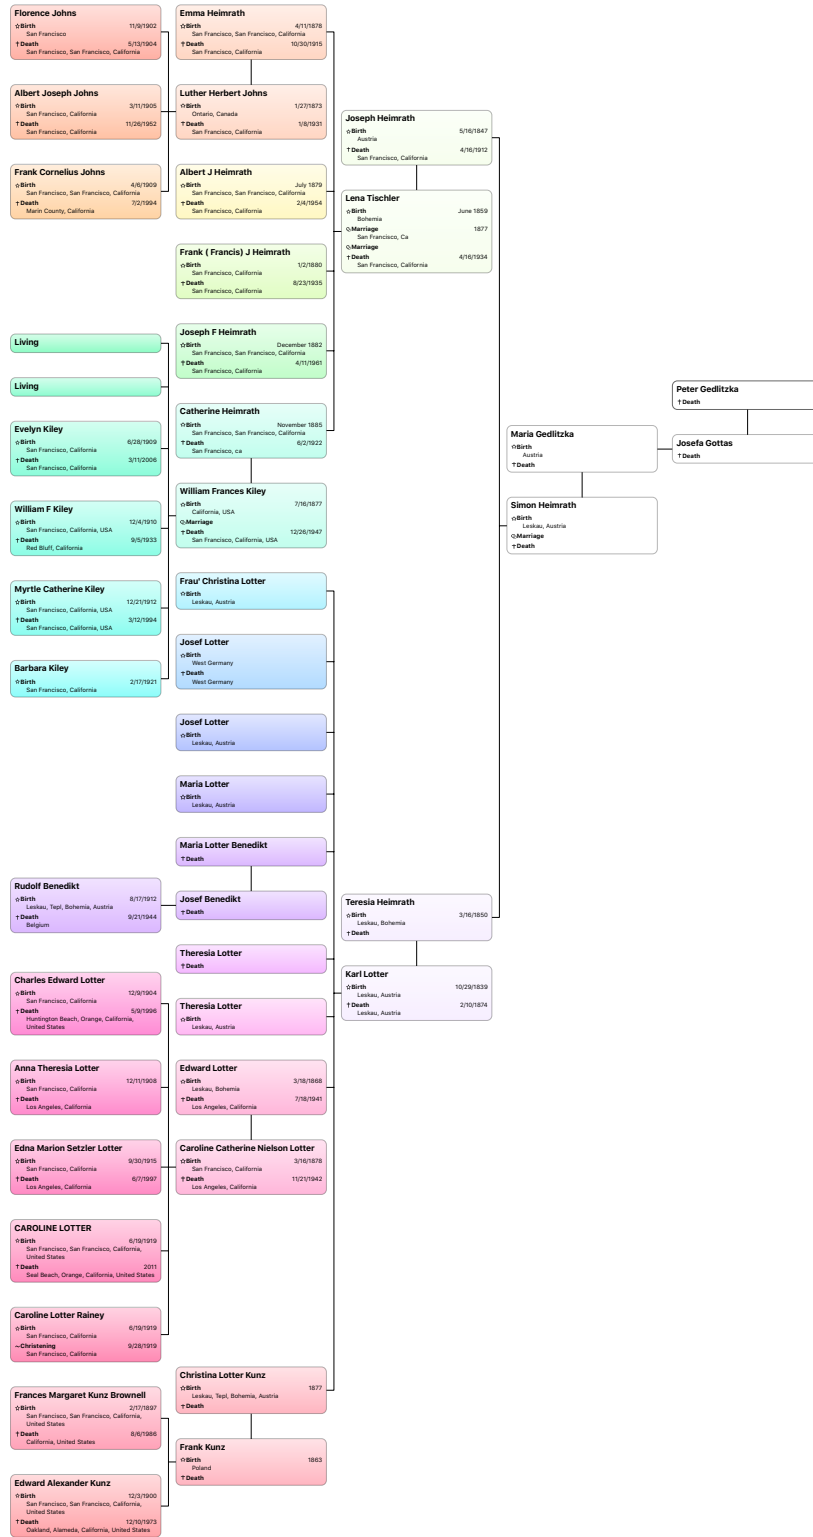 Florence Johns
☆Birth 11/9/1902
San Francisco
†Death 5/13/1904
San Francisco, San Francisco, California
Albert Joseph Johns
☆Birth 3/11/1905
San Francisco, California
†Death 11/26/1952
San Francisco, California
Frank Cornelius Johns
☆Birth 4/6/1909
San Francisco, San Francisco, California
†Death 7/2/1994
Marin County, California
Living
Living
Evelyn Kiley
☆Birth 6/28/1909
San Francisco, California
†Death 3/11/2006
San Francisco, California
William F Kiley
☆Birth 12/4/1910
San Francisco, California, USA
†Death 9/5/1933
Red Bluff, California
Myrtle Catherine Kiley
☆Birth 12/21/1912
San Francisco, California, USA
†Death 3/12/1994
San Francisco, California, USA
Barbara Kiley
☆Birth 2/17/1921
San Francisco, California
Rudolf Benedikt
☆Birth 8/17/1912
Leskau, Tepl, Bohemia, Austria
†Death 9/21/1944
Belgium
Charles Edward Lotter
☆Birth 12/9/1904
San Francisco, California
†Death 5/9/1996
Huntington Beach, Orange, California,
United States
Anna Theresia Lotter
☆Birth 12/11/1908
San Francisco, California
†Death
Los Angeles, California
Edna Marion Setzler Lotter
☆Birth 9/30/1915
San Francisco, California
†Death 6/7/1997
Los Angeles, California
CAROLINE LOTTER
☆Birth 6/19/1919
San Francisco, San Francisco, California,
United States
†Death 2011
Seal Beach, Orange, California, United States
Caroline Lotter Rainey
☆Birth 6/19/1919
San Francisco, California
~Christening 9/28/1919
San Francisco, California
Frances Margaret Kunz Brownell
☆Birth 2/17/1897
San Francisco, San Francisco, California,
United States
†Death 8/6/1986
California, United States
Edward Alexander Kunz
☆Birth 12/3/1900
San Francisco, San Francisco, California,
United States
†Death 12/10/1973
Oakland, Alameda, California, United States
Emma Heimrath
☆Birth 4/11/1878
San Francisco, San Francisco, California
†Death 10/30/1915
San Francisco, California
Luther Herbert Johns
☆Birth 1/27/1873
Ontario, Canada
†Death 1/8/1931
San Francisco, California
Albert J Heimrath
☆Birth July 1879
San Francisco, San Francisco, California
†Death 2/4/1954
San Francisco, California
Frank ( Francis) J Heimrath
☆Birth 1/2/1880
San Francisco, California
†Death 8/23/1935
San Francisco, California
Joseph F Heimrath
☆Birth December 1882
San Francisco, San Francisco, California
†Death 4/11/1961
San Francisco, California
Catherine Heimrath
☆Birth November 1885
San Francisco, San Francisco, California
†Death 6/2/1922
San Francisco, ca
William Frances Kiley
☆Birth 7/16/1877
California, USA
⚭Marriage
†Death 12/26/1947
San Francisco, California, USA
Frau' Christina Lotter
☆Birth
Leskau, Austria
Josef Lotter
☆Birth
West Germany
†Death
West Germany
Josef Lotter
☆Birth
Leskau, Austria
Maria Lotter
☆Birth
Leskau, Austria
Maria Lotter Benedikt
†Death
Josef Benedikt
†Death
Theresia Lotter
†Death
Theresia Lotter
☆Birth
Leskau, Austria
Edward Lotter
☆Birth 3/18/1868
Leskau, Bohemia
†Death 7/18/1941
Los Angeles, California
Caroline Catherine Nielson Lotter
☆Birth 3/16/1878
San Francisco, California
†Death 11/21/1942
Los Angeles, California
Christina Lotter Kunz
☆Birth 1877
Leskau, Tepl, Bohemia, Austria
†Death
Frank Kunz
☆Birth 1863
Poland
†Death
Joseph Heimrath
☆Birth 5/16/1847
Austria
†Death 4/16/1912
San Francisco, California
Lena Tischler
☆Birth June 1859
Bohemia
⚭Marriage 1877
San Francisco, Ca
⚭Marriage
†Death 4/16/1934
San Francisco, California
Teresia Heimrath
☆Birth 3/16/1850
Leskau, Bohemia
†Death
Karl Lotter
☆Birth 10/29/1839
Leskau, Austria
†Death 2/10/1874
Leskau, Austria
Maria Gedlitzka
☆Birth
Austria
†Death
Simon Heimrath
☆Birth
Leskau, Austria
⚭Marriage
†Death
Peter Gedlitzka
†Death
Josefa Gottas
†Death